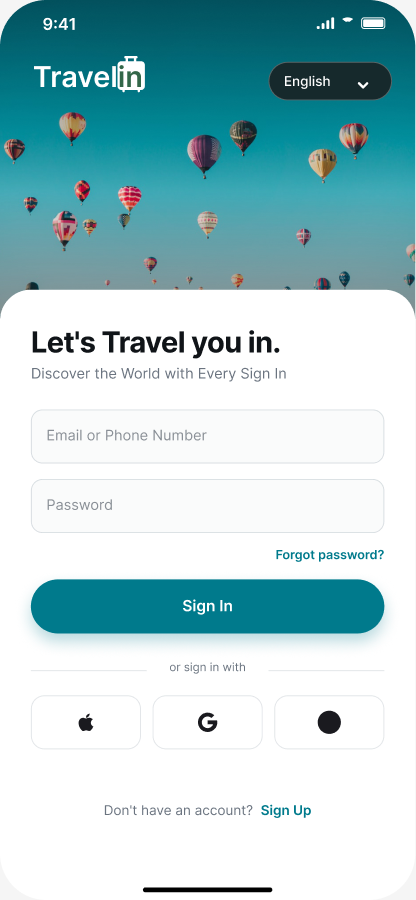 9:41
Travelin
English
Let's Travel you in.
Discover the World with Every Sign In
Email or Phone Number
Password
Forgot password?
Sign In
or sign in with
Don't have an account? Sign Up